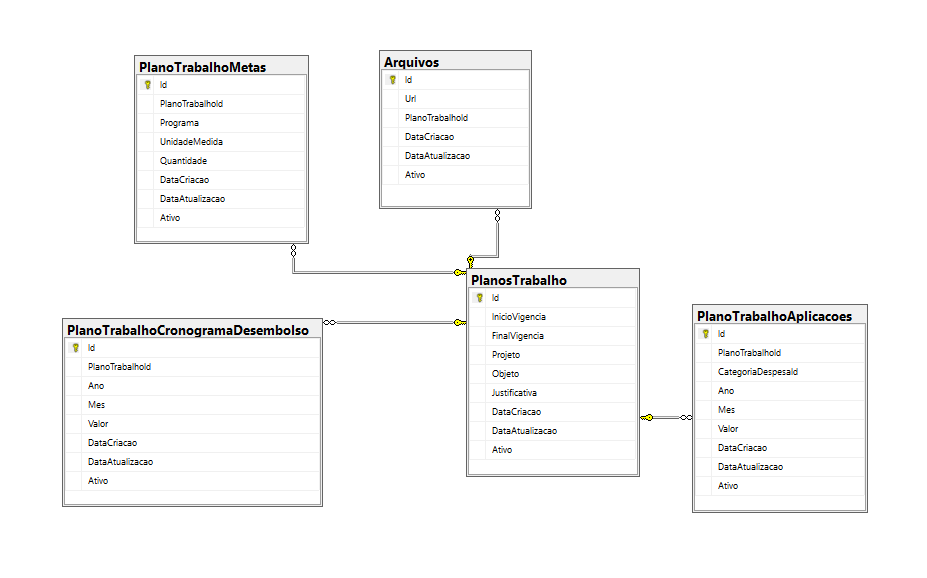 PlanoTrabalhoMetas
Id
PlanoTrabalhoId
Programa
UnidadeMedida
Quantidade
DataCriacao
DataAtualizacao
Ativo
Arquivos
Id
Url
PlanoTrabalhoId
DataCriacao
DataAtualizacao
Ativo
PlanosTrabalho
Id
InicioVigencia
FinalVigencia
Projeto
Objeto
Justificativa
DataCriacao
DataAtualizacao
Ativo
PlanoTrabalhoCronogramaDesembolso
Id
PlanoTrabalhoId
Ano
Mes
Valor
DataCriacao
DataAtualizacao
Ativo
PlanoTrabalhoAplicacoes
Id
PlanoTrabalhoId
CategoriaDespesaId
Ano
Mes
Valor
DataCriacao
DataAtualizacao
Ativo